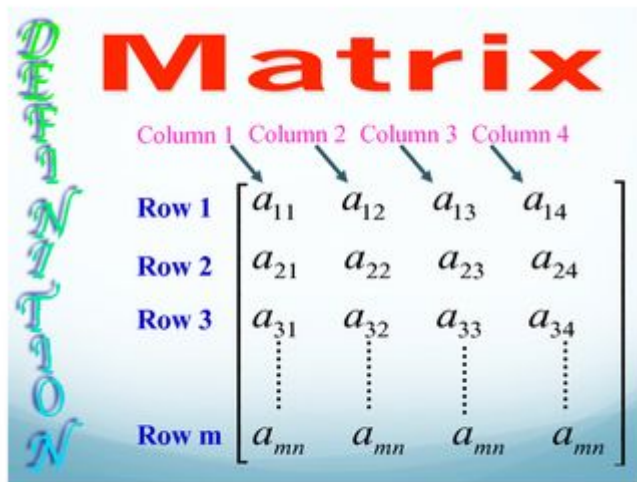 DEFINITION
Matrix
Column 1 Column 2 Column 3 Column 4
Row 1 a11 a12 a13 a14
Row 2 a21 a22 a23 a24
Row 3 a31 a32 a33 a34
Row m amn amn amn amn